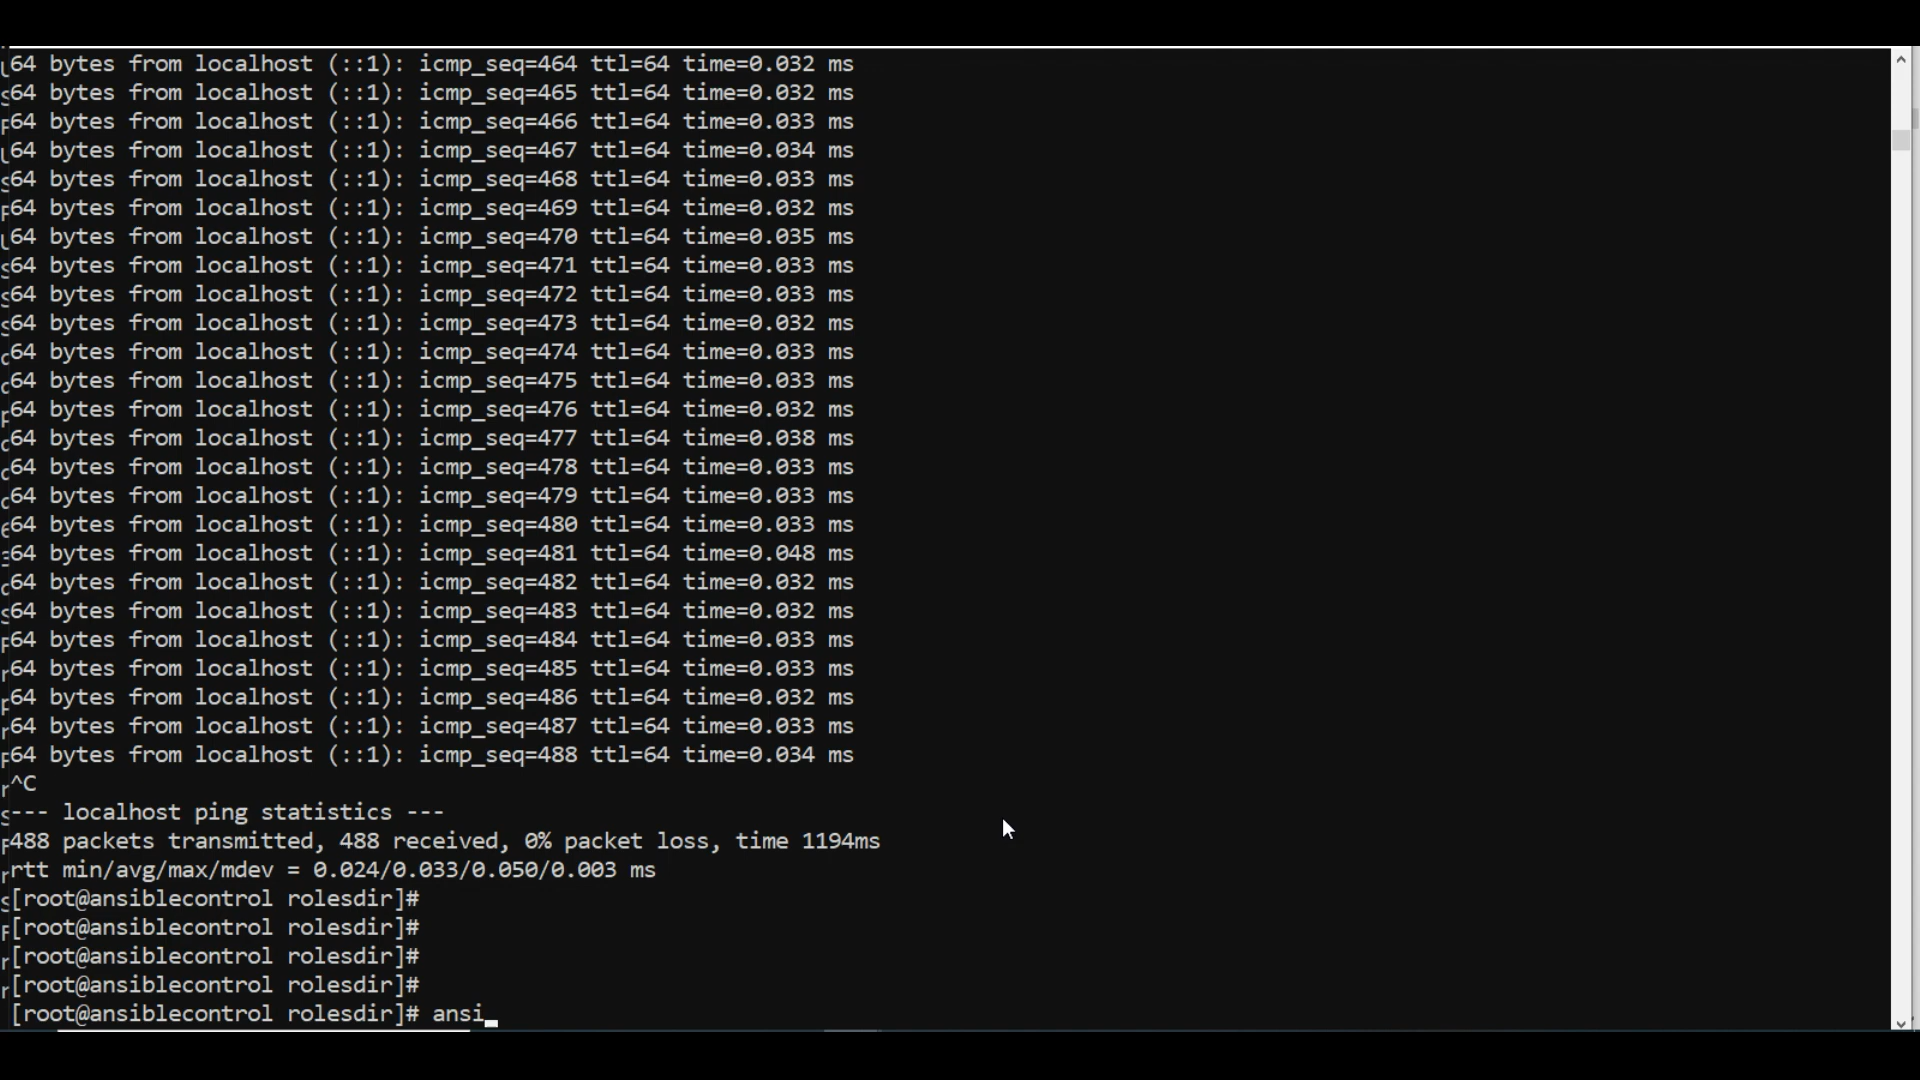 64 bytes from localhost (::1): icmp_seq=464 ttl=64 time=0.032 ms
64 bytes from localhost (::1): icmp_seq=465 ttl=64 time=0.032 ms
64 bytes from localhost (::1): icmp_seq=466 ttl=64 time=0.033 ms
64 bytes from localhost (::1): icmp_seq=467 ttl=64 time=0.034 ms
64 bytes from localhost (::1): icmp_seq=468 ttl=64 time=0.033 ms
64 bytes from localhost (::1): icmp_seq=469 ttl=64 time=0.032 ms
64 bytes from localhost (::1): icmp_seq=470 ttl=64 time=0.035 ms
64 bytes from localhost (::1): icmp_seq=471 ttl=64 time=0.033 ms
64 bytes from localhost (::1): icmp_seq=472 ttl=64 time=0.033 ms
64 bytes from localhost (::1): icmp_seq=473 ttl=64 time=0.032 ms
64 bytes from localhost (::1): icmp_seq=474 ttl=64 time=0.033 ms
64 bytes from localhost (::1): icmp_seq=475 ttl=64 time=0.033 ms
64 bytes from localhost (::1): icmp_seq=476 ttl=64 time=0.032 ms
64 bytes from localhost (::1): icmp_seq=477 ttl=64 time=0.038 ms
64 bytes from localhost (::1): icmp_seq=478 ttl=64 time=0.033 ms
64 bytes from localhost (::1): icmp_seq=479 ttl=64 time=0.033 ms
64 bytes from localhost (::1): icmp_seq=480 ttl=64 time=0.033 ms
64 bytes from localhost (::1): icmp_seq=481 ttl=64 time=0.048 ms
64 bytes from localhost (::1): icmp_seq=482 ttl=64 time=0.032 ms
64 bytes from localhost (::1): icmp_seq=483 ttl=64 time=0.032 ms
64 bytes from localhost (::1): icmp_seq=484 ttl=64 time=0.033 ms
64 bytes from localhost (::1): icmp_seq=485 ttl=64 time=0.033 ms
64 bytes from localhost (::1): icmp_seq=486 ttl=64 time=0.032 ms
64 bytes from localhost (::1): icmp_seq=487 ttl=64 time=0.033 ms
64 bytes from localhost (::1): icmp_seq=488 ttl=64 time=0.034 ms
^C
--- localhost ping statistics ---
488 packets transmitted, 488 received, 0% packet loss, time 1194ms
rtt min/avg/max/mdev = 0.024/0.033/0.050/0.003 ms
[root@ansiblecontrol rolesdir]#
[root@ansiblecontrol rolesdir]#
[root@ansiblecontrol rolesdir]#
[root@ansiblecontrol rolesdir]#
[root@ansiblecontrol rolesdir]# ansi